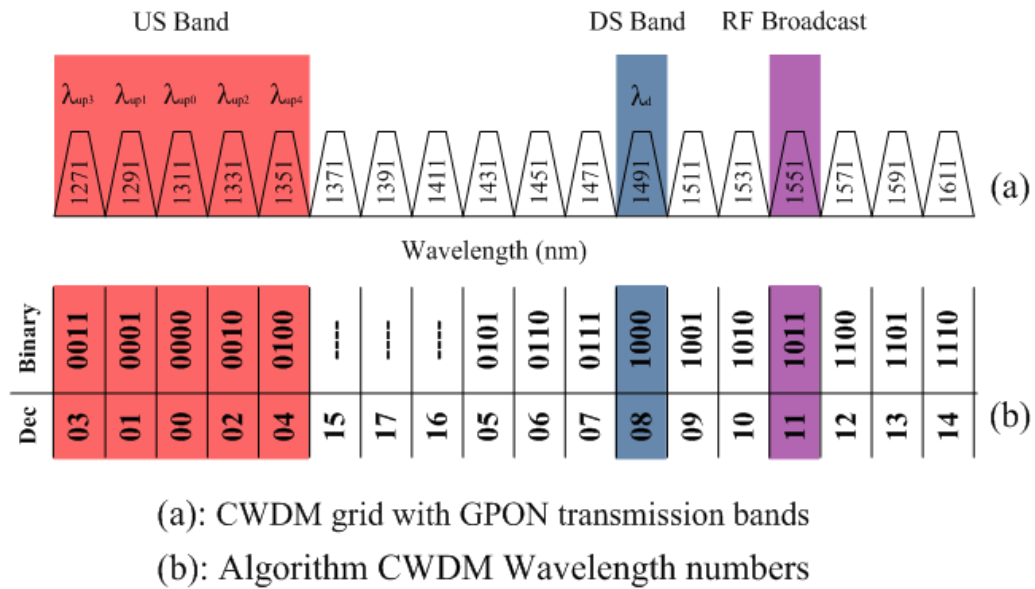 US Band DS Band RF Broadcast
λup3 λup1 λup0 λup2 λup4 λd
1271 1291 1311 1331 1351 1371 1391 1411 1431 1451 1471 1491 1511 1531 1551 1571 1591 1611 (a)
Wavelength (nm)
Binary 0011 0001 0000 0010 0100 ---- ---- ---- 0101 0110 0111 1000 1001 1010 1011 1100 1101 1110
Dec 03 01 00 02 04 15 17 16 05 06 07 08 09 10 11 12 13 14 (b)
(a): CWDM grid with GPON transmission bands
(b): Algorithm CWDM Wavelength numbers